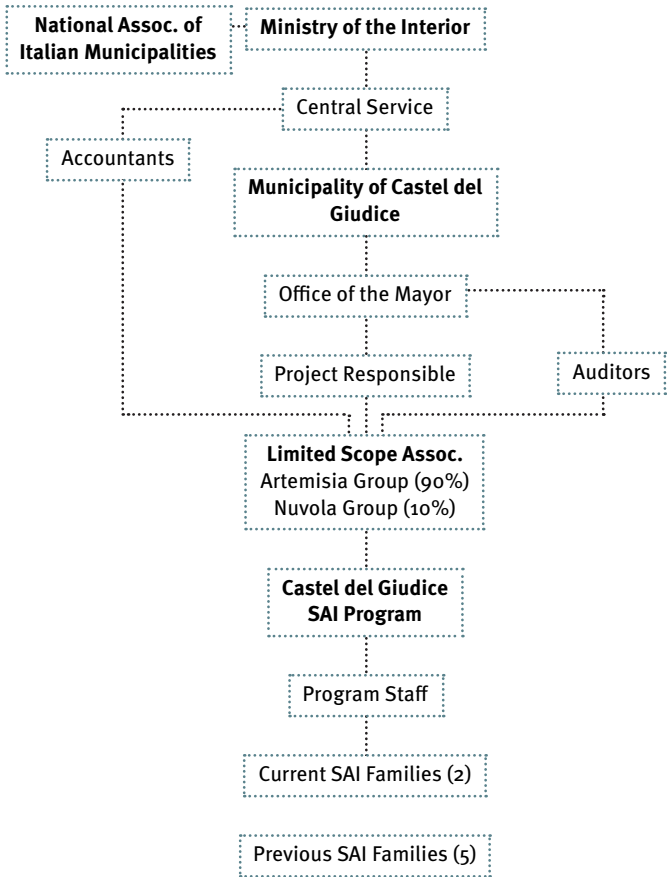 National Assoc. of
Italian Municipalities
Ministry of the Interior
Central Service
Accountants
Municipality of Castel del
Giudice
Office of the Mayor
Project Responsible
Auditors
Limited Scope Assoc.
Artemisia Group (90%)
Nuvola Group (10%)
Castel del Giudice
SAI Program
Program Staff
Current SAI Families (2)
Previous SAI Families (5)